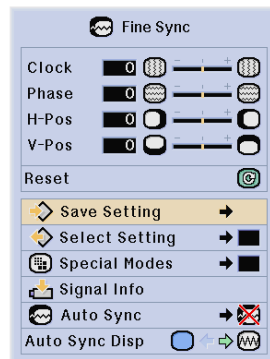 Fine Sync
Clock 0 - +
Phase 0 - +
H-Pos 0 - +
V-Pos 0 - +
Reset
Save Setting
Select Setting
Special Modes
Signal Info
Auto Sync
Auto Sync Disp